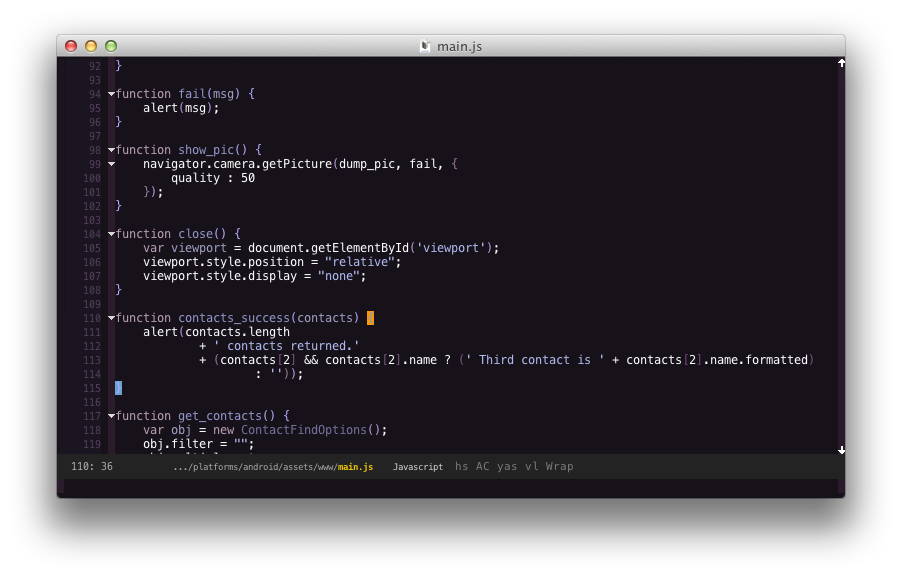 main.js
92 }
93
94 function fail(msg) {
95     alert(msg);
96 }
97
98 function show_pic() {
99     navigator.camera.getPicture(dump_pic, fail, {
100         quality : 50
101     });
102 }
103
104 function close() {
105     var viewport = document.getElementById('viewport');
106     viewport.style.position = "relative";
107     viewport.style.display = "none";
108 }
109
110 function contacts_success(contacts) {
111     alert(contacts.length
112             + ' contacts returned.'
113             + (contacts[2] && contacts[2].name ? (' Third contact is ' + contacts[2].name.formatted)
114                     : ''));
115 }
116
117 function get_contacts() {
118     var obj = new ContactFindOptions();
119     obj.filter = "";
110: 36 .../platforms/android/assets/www/main.js Javascript hs AC yas vl Wrap